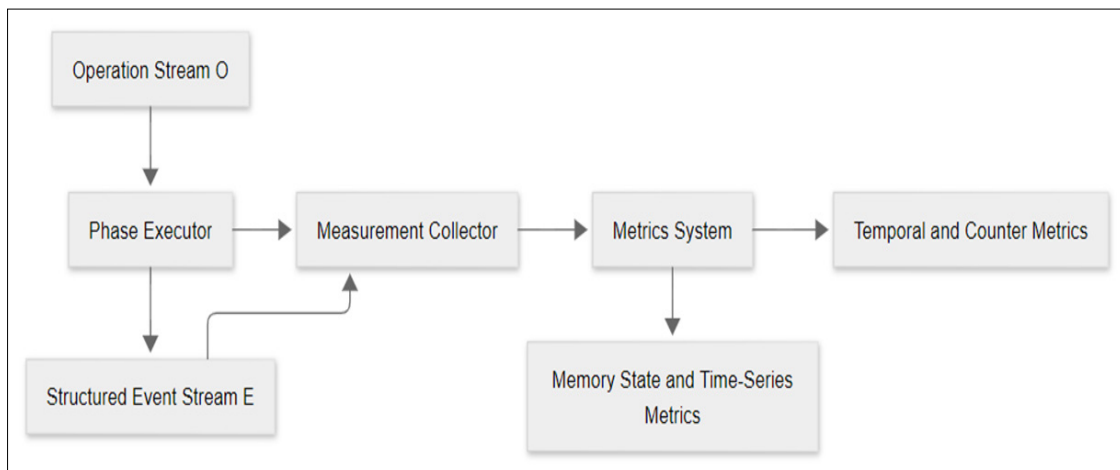 Operation Stream O
Phase Executor
Measurement Collector
Metrics System
Temporal and Counter Metrics
Structured Event Stream E
Memory State and Time-Series
Metrics